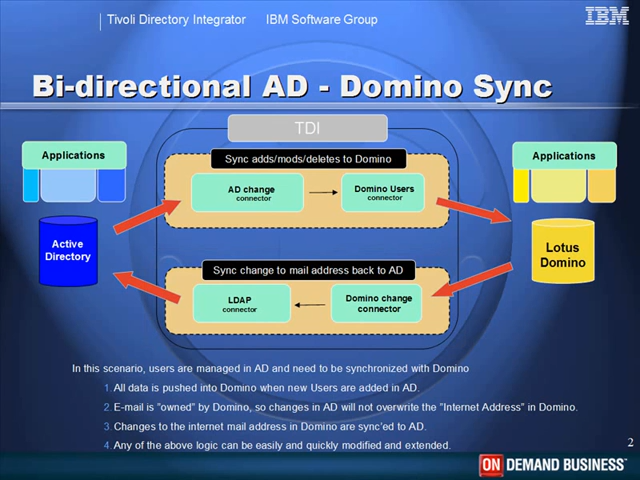 Tivoli Directory Integrator IBM Software Group
IBM
Bi-directional AD - Domino Sync
TDI
Applications
Applications
Sync adds/mods/deletes to Domino
AD change
connector
Domino Users
connector
Active
Directory
Lotus
Domino
Sync change to mail address back to AD
LDAP
connector
Domino change
connector
In this scenario, users are managed in AD and need to be synchronized with Domino
1. All data is pushed into Domino when new Users are added in AD.
2. E-mail is "owned" by Domino, so changes in AD will not overwrite the "Internet Address" in Domino.
3. Changes to the internet mail address in Domino are sync'ed to AD.
4. Any of the above logic can be easily and quickly modified and extended.
2
ON DEMAND BUSINESS™